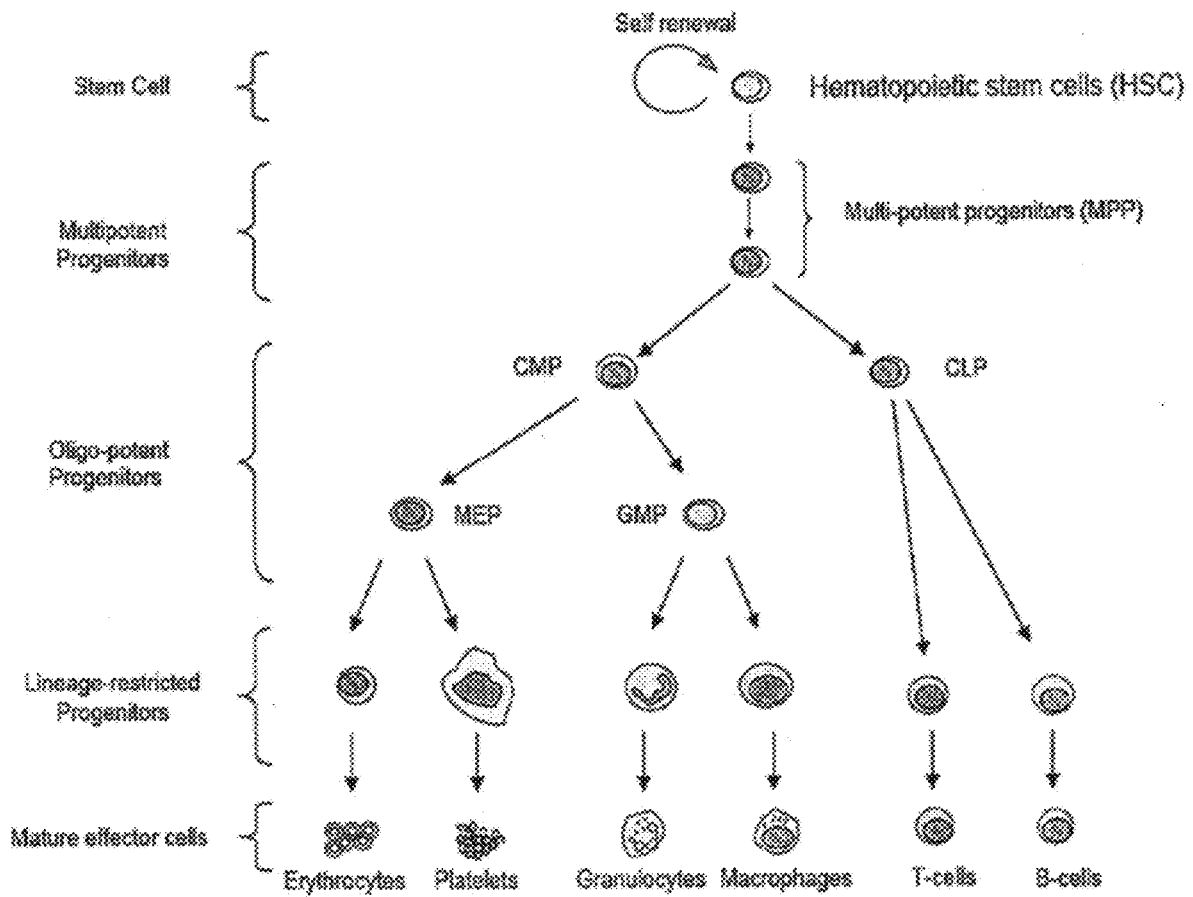 Self renewal
Stem Cell
Hematopoietic stem cells (HSC)
Multipotent
Progenitors
Multi-potent progenitors (MPP)
CMP
CLP
Oligo-potent
Progenitors
MEP
GMP
Lineage-restricted
Progenitors
Mature effector cells
Erythrocytes
Platelets
Granulocytes
Macrophages
T-cells
B-cells